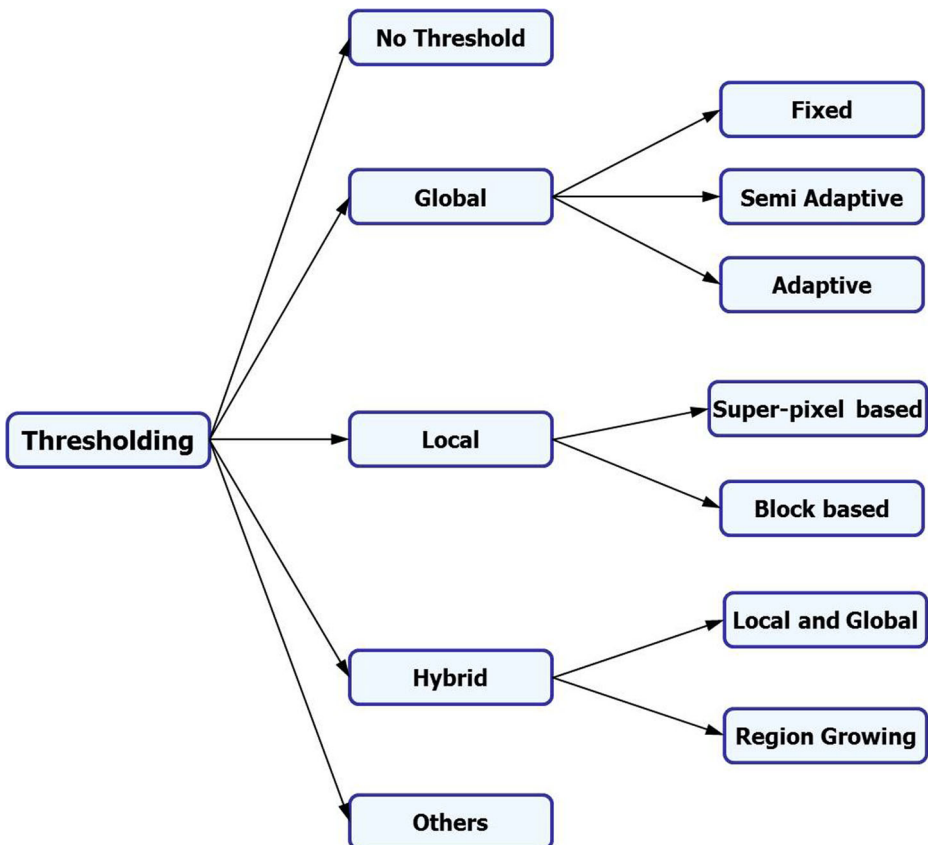 No Threshold
Fixed
Global
Semi Adaptive
Adaptive
Super-pixel based
Thresholding
Local
Block based
Local and Global
Hybrid
Region Growing
Others